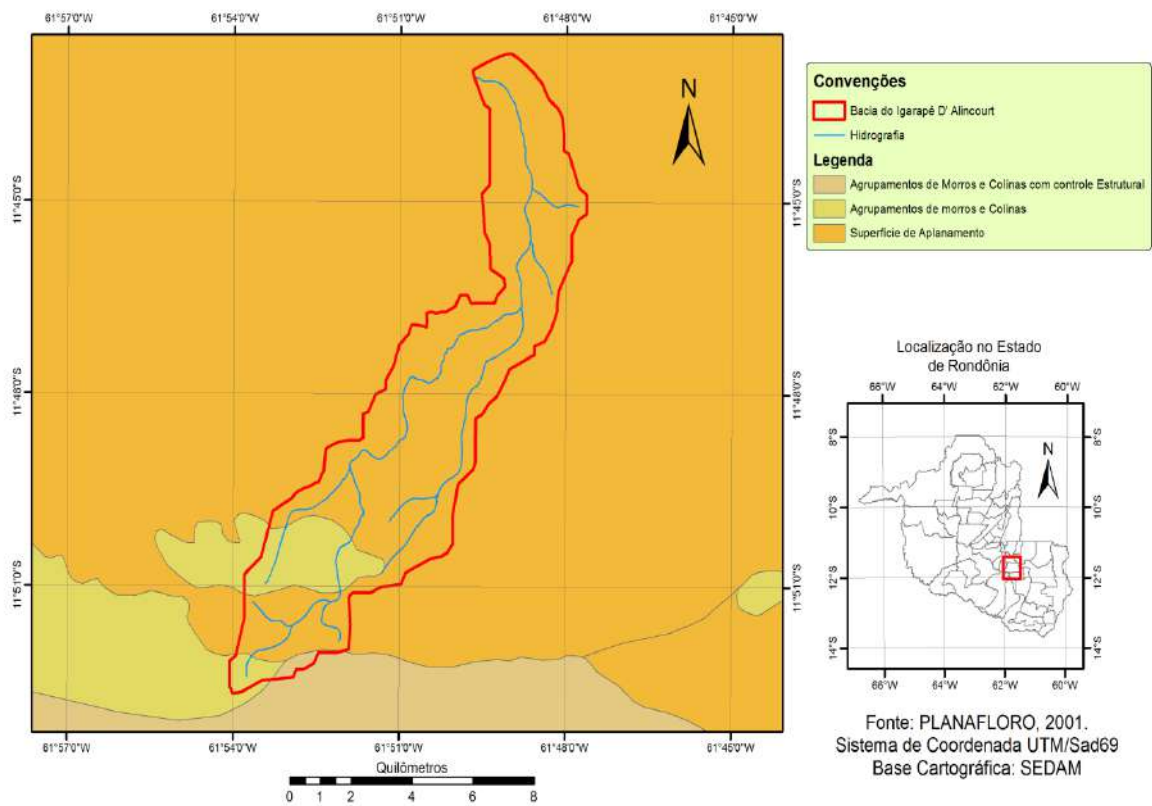 61°57'0"W 61°54'0"W 61°51'0"W 61°48'0"W 61°45'0"W
N
11°45'0"S 11°45'0"S
11°48'0"S 11°48'0"S
11°51'0"S 11°51'0"S
61°57'0"W 61°54'0"W 61°51'0"W 61°48'0"W 61°45'0"W
Quilômetros
0 1 2 4 6 8
Convenções
Bacia do Igarapé D' Alincourt
Hidrografia
Legenda
Agrupamentos de Morros e Colinas com controle Estrutural
Agrupamentos de morros e Colinas
Superfície de Aplanamento
Localização no Estado
de Rondônia
66°W 64°W 62°W 60°W
N
8°S 8°S
10°S 10°S
12°S 12°S
14°S 14°S
66°W 64°W 62°W 60°W
Fonte: PLANAFLORO, 2001.
Sistema de Coordenada UTM/Sad69
Base Cartográfica: SEDAM